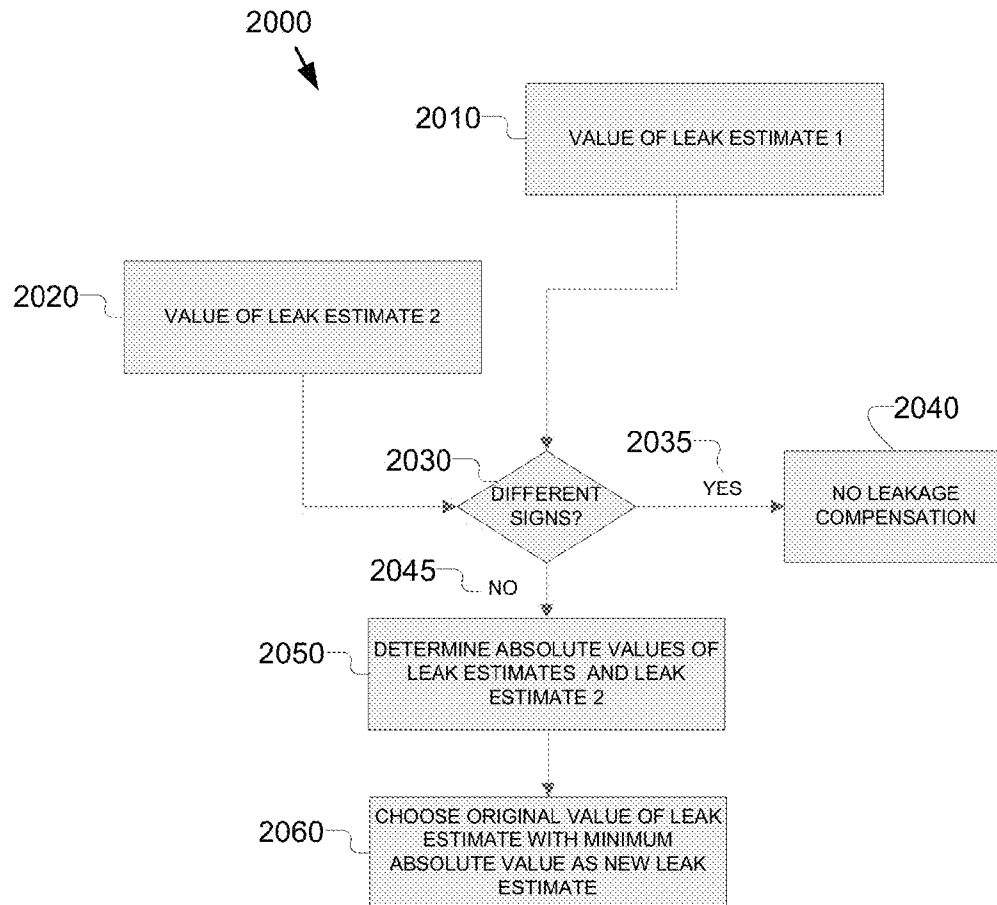 2000
2010
VALUE OF LEAK ESTIMATE 1
2020
VALUE OF LEAK ESTIMATE 2
2030
DIFFERENT
SIGNS?
2035
YES
2040
NO LEAKAGE
COMPENSATION
2045
NO
2050
DETERMINE ABSOLUTE VALUES OF
LEAK ESTIMATES AND LEAK
ESTIMATE 2
2060
CHOOSE ORIGINAL VALUE OF LEAK
ESTIMATE WITH MINIMUM
ABSOLUTE VALUE AS NEW LEAK
ESTIMATE